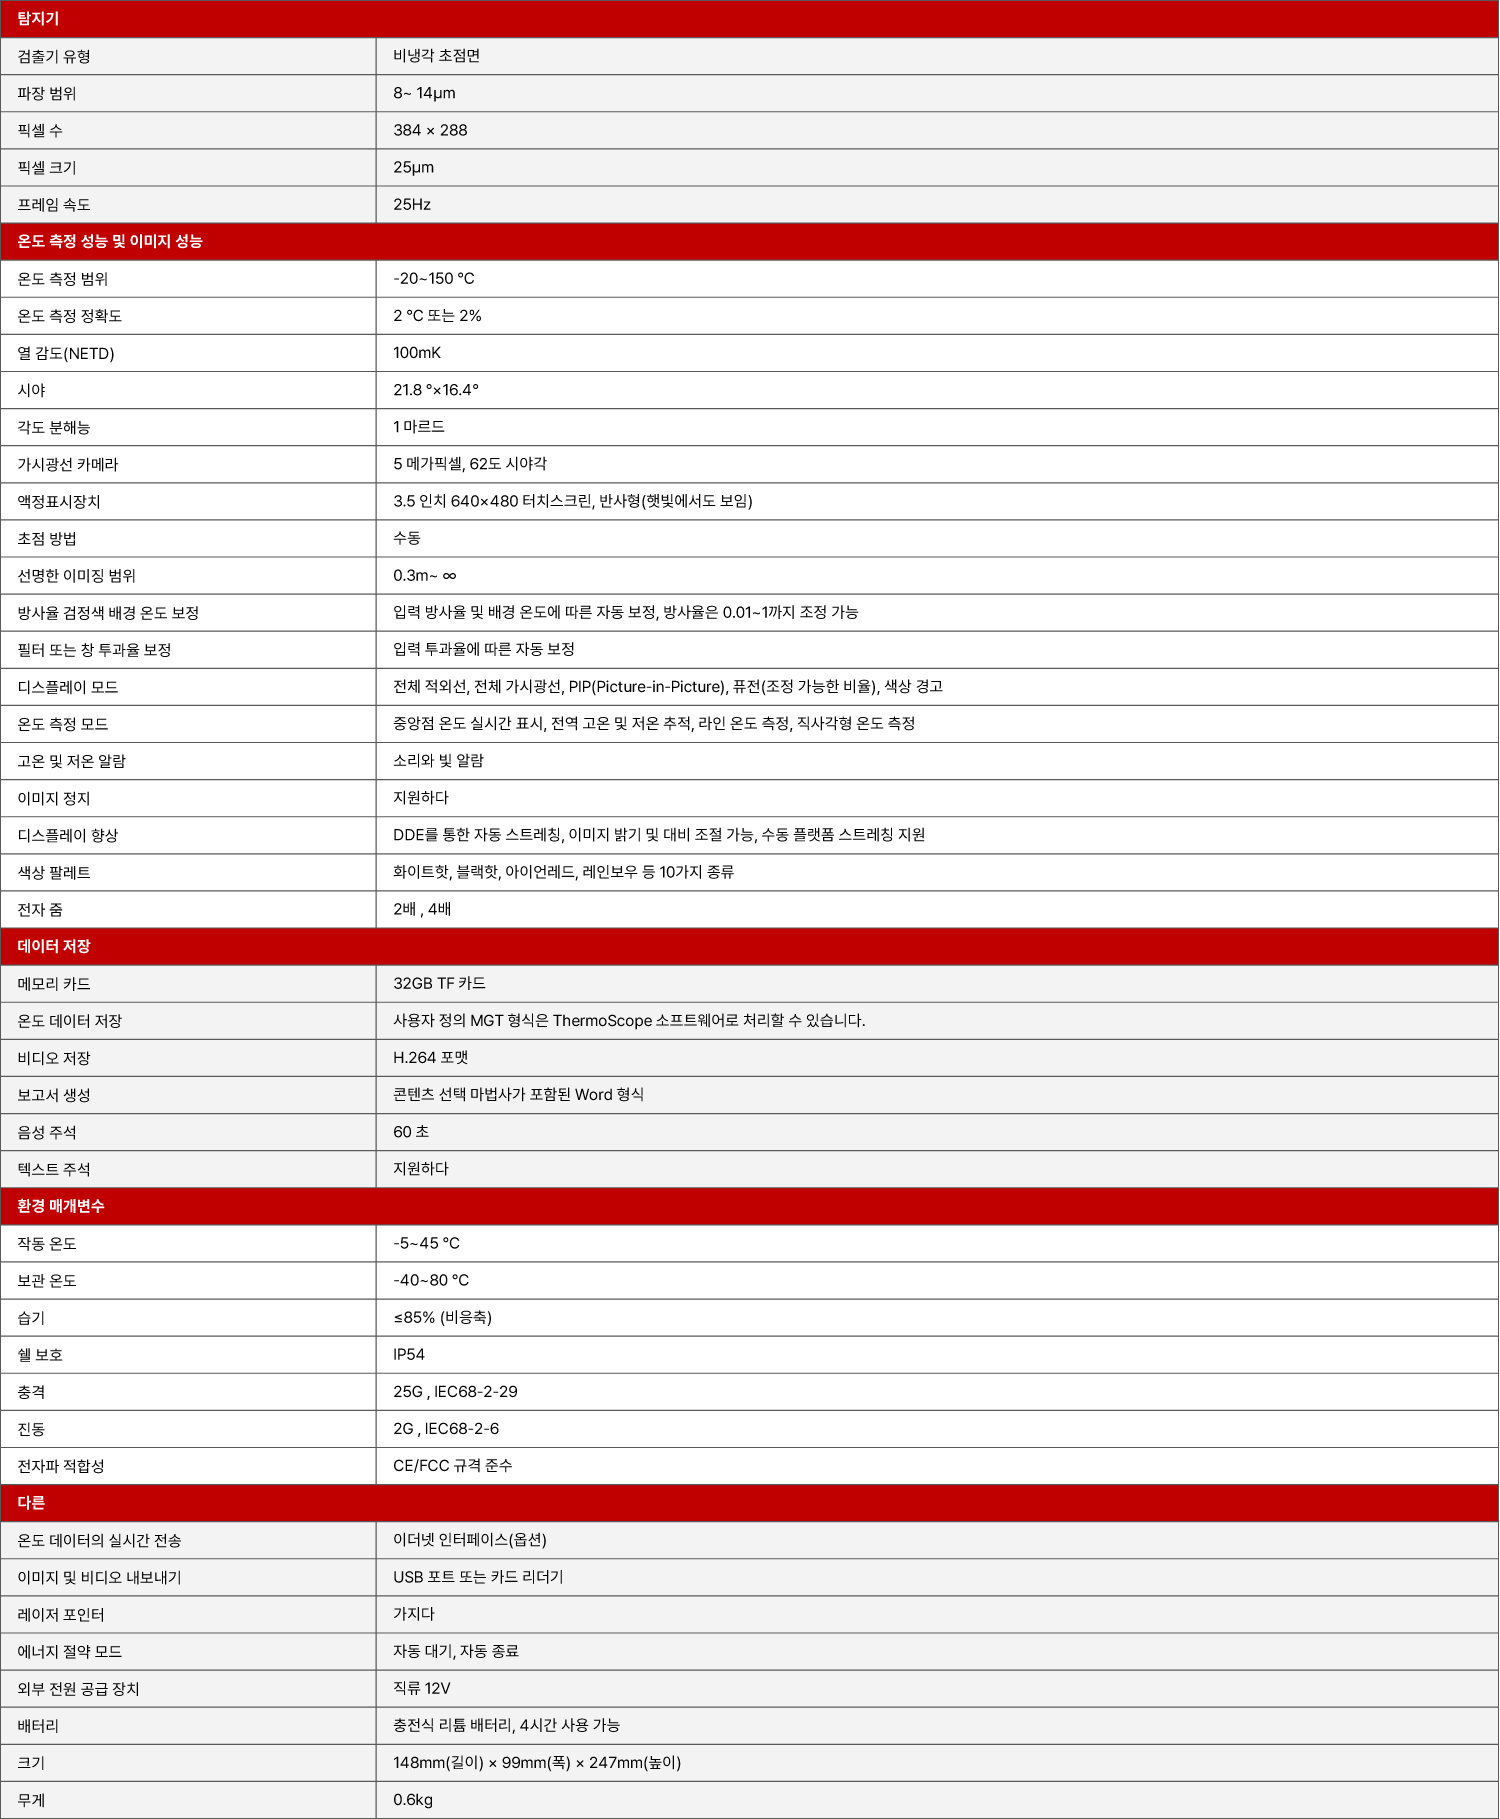 탐지기
검출기 유형 비냉각 초점면
파장 범위 8~ 14µm
픽셀 수 384 × 288
픽셀 크기 25µm
프레임 속도 25Hz
온도 측정 성능 및 이미지 성능
온도 측정 범위 -20~150 °C
온도 측정 정확도 2 °C 또는 2%
열 감도(NETD) 100mK
시야 21.8 °×16.4°
각도 분해능 1 마르드
가시광선 카메라 5 메가픽셀, 62도 시야각
액정표시장치 3.5 인치 640×480 터치스크린, 반사형(햇빛에서도 보임)
초점 방법 수동
선명한 이미징 범위 0.3m~ ∞
방사율 검정색 배경 온도 보정 입력 방사율 및 배경 온도에 따른 자동 보정, 방사율은 0.01~1까지 조정 가능
필터 또는 창 투과율 보정 입력 투과율에 따른 자동 보정
디스플레이 모드 전체 적외선, 전체 가시광선, PIP(Picture-in-Picture), 퓨전(조정 가능한 비율), 색상 경고
온도 측정 모드 중앙점 온도 실시간 표시, 전역 고온 및 저온 추적, 라인 온도 측정, 직사각형 온도 측정
고온 및 저온 알람 소리와 빛 알람
이미지 정지 지원하다
디스플레이 향상 DDE를 통한 자동 스트레칭, 이미지 밝기 및 대비 조절 가능, 수동 플랫폼 스트레칭 지원
색상 팔레트 화이트핫, 블랙핫, 아이언레드, 레인보우 등 10가지 종류
전자 줌 2배 , 4배
데이터 저장
메모리 카드 32GB TF 카드
온도 데이터 저장 사용자 정의 MGT 형식은 ThermoScope 소프트웨어로 처리할 수 있습니다.
비디오 저장 H.264 포맷
보고서 생성 콘텐츠 선택 마법사가 포함된 Word 형식
음성 주석 60 초
텍스트 주석 지원하다
환경 매개변수
작동 온도 -5~45 °C
보관 온도 -40~80 °C
습기 ≤85% (비응축)
쉘 보호 IP54
충격 25G , IEC68-2-29
진동 2G , IEC68-2-6
전자파 적합성 CE/FCC 규격 준수
다른
온도 데이터의 실시간 전송 이더넷 인터페이스(옵션)
이미지 및 비디오 내보내기 USB 포트 또는 카드 리더기
레이저 포인터 가지다
에너지 절약 모드 자동 대기, 자동 종료
외부 전원 공급 장치 직류 12V
배터리 충전식 리튬 배터리, 4시간 사용 가능
크기 148mm(길이) × 99mm(폭) × 247mm(높이)
무게 0.6kg